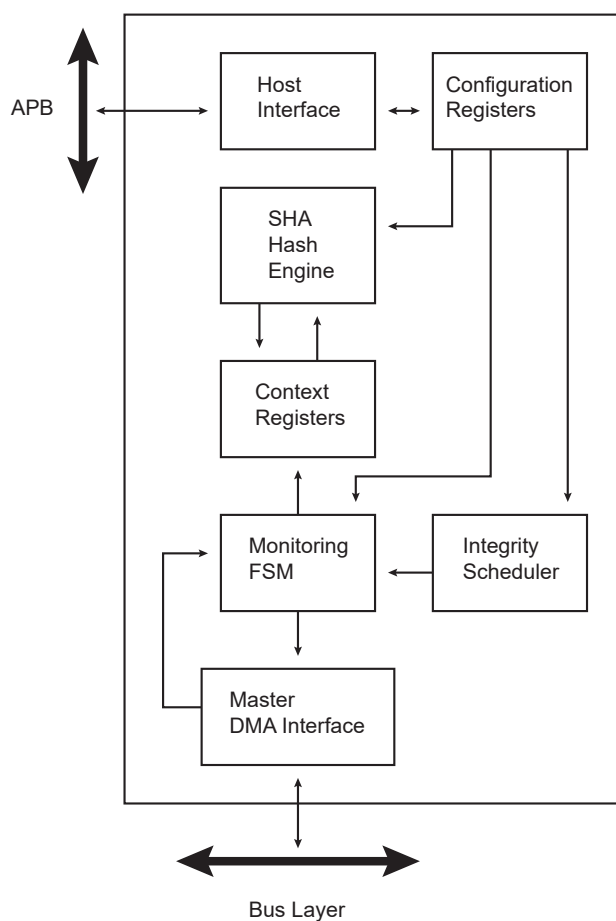 APB
Host
Interface
Configuration
Registers
SHA
Hash
Engine
Context
Registers
Monitoring
FSM
Integrity
Scheduler
Master
DMA Interface
Bus Layer